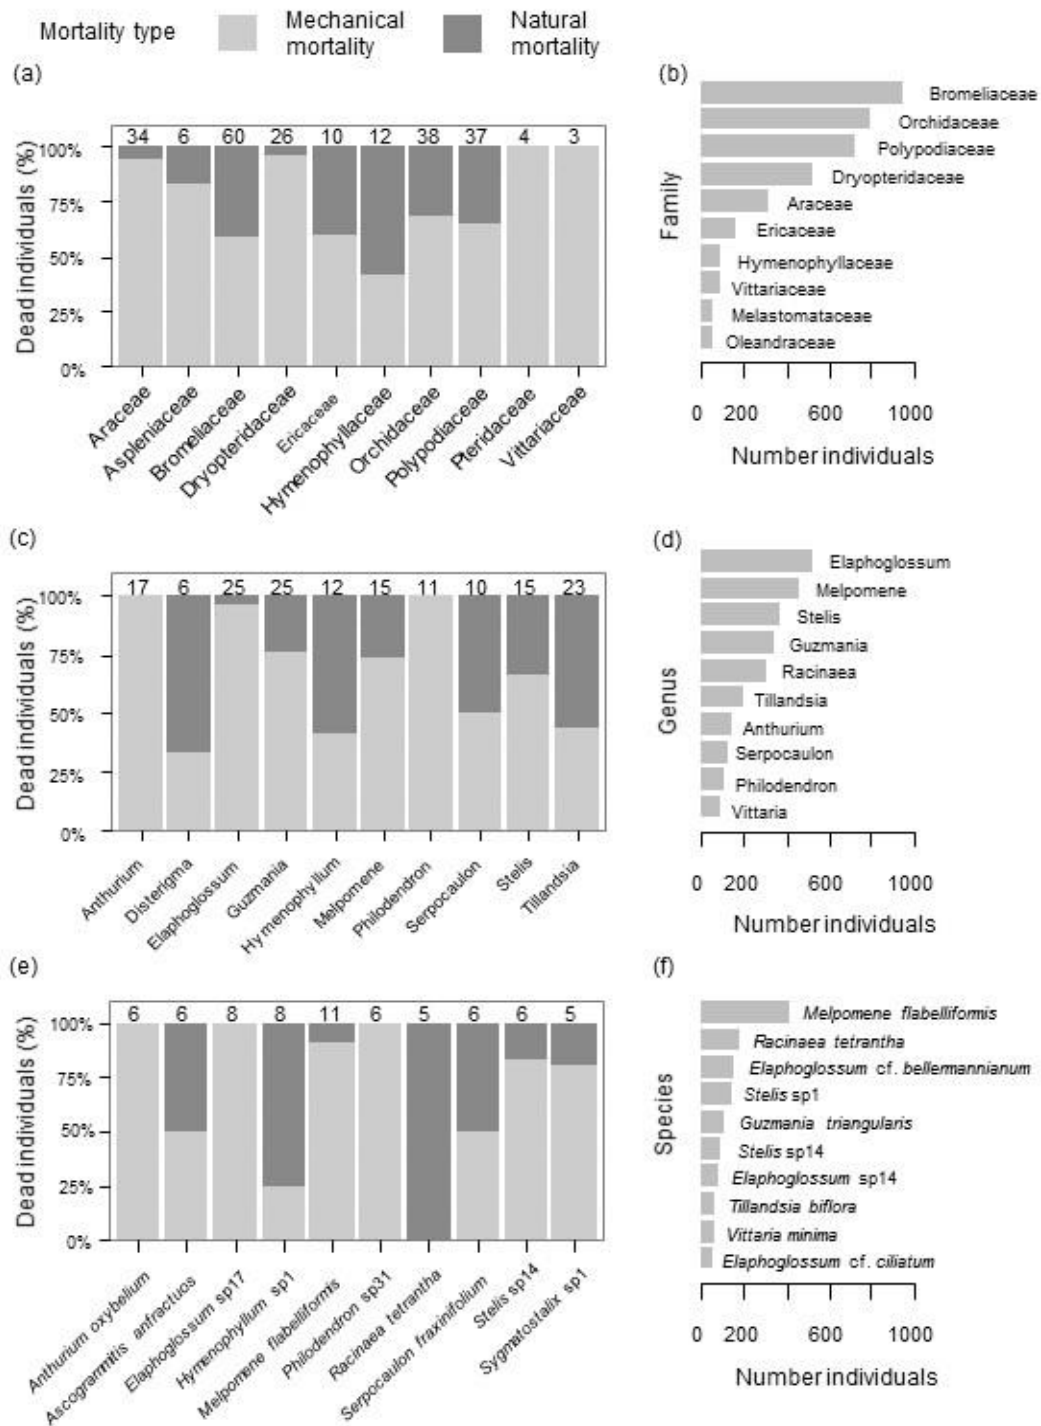 Mortality type
Mechanical mortality
Natural mortality
(a)
34 6 60 26 10 12 38 37 4 3
100%
75%
50%
25%
0%
Dead individuals (%)
Araceae
Aspleniaceae
Bromeliaceae
Dryopteridaceae
Ericaceae
Hymenophyllaceae
Orchidaceae
Polypodiaceae
Pteridaceae
Vittariaceae
(b)
Family
Bromeliaceae
Orchidaceae
Polypodiaceae
Dryopteridaceae
Araceae
Ericaceae
Hymenophyllaceae
Vittariaceae
Melastomataceae
Oleandraceae
0 200 600 1000
Number individuals
(c)
17 6 25 25 12 15 11 10 15 23
100%
75%
50%
25%
0%
Dead individuals (%)
Anthurium
Disterigma
Elaphoglossum
Guzmania
Hymenophyllum
Melpomene
Philodendron
Serpocaulon
Stelis
Tillandsia
(d)
Genus
Elaphoglossum
Melpomene
Stelis
Guzmania
Racinaea
Tillandsia
Anthurium
Serpocaulon
Philodendron
Vittaria
0 200 600 1000
Number individuals
(e)
6 6 8 8 11 6 5 6 6 5
100%
75%
50%
25%
0%
Dead individuals (%)
Anthurium oxybelium
Ascogrammitis anfractuos
Elaphoglossum sp17
Hymenophyllum sp1
Melpomene flabelliformis
Philodendron sp31
Racinaea tetrantha
Serpocaulon fraxinifolium
Stelis sp14
Sygmatostalix sp1
(f)
Species
Melpomene flabelliformis
Racinaea tetrantha
Elaphoglossum cf. bellermannianum
Stelis sp1
Guzmania triangularis
Stelis sp14
Elaphoglossum sp14
Tillandsia biflora
Vittaria minima
Elaphoglossum cf. ciliatum
0 200 600 1000
Number individuals